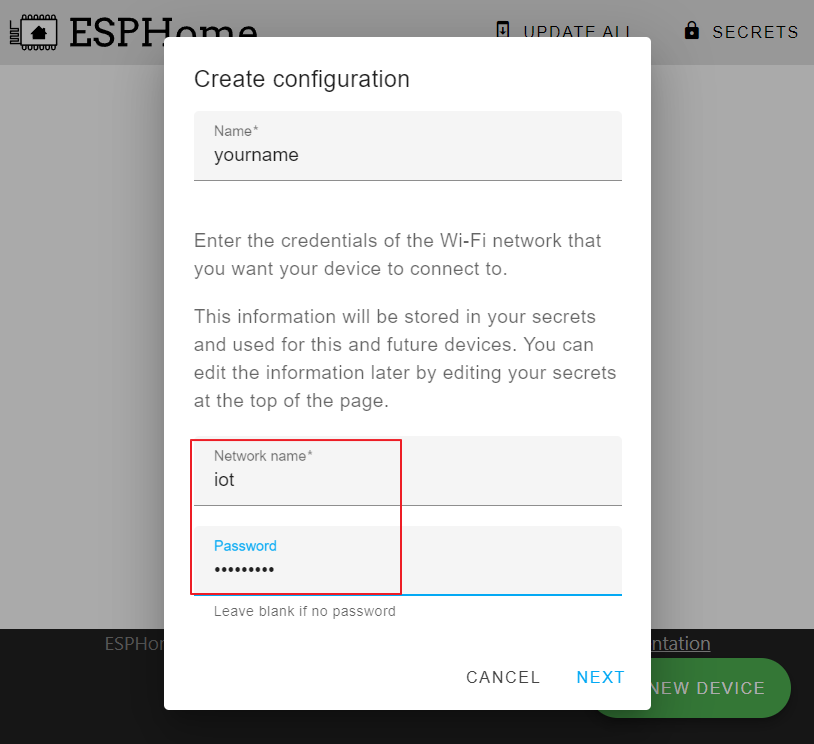 ESPHome
UPDATE ALL
SECRETS
Create configuration
Name*
yourname
Enter the credentials of the Wi-Fi network that
you want your device to connect to.
This information will be stored in your secrets
and used for this and future devices. You can
edit the information later by editing your secrets
at the top of the page.
Network name*
iot
Password
•••••••••
Leave blank if no password
ESPHor
ntation
CANCEL
NEXT
NEW DEVICE